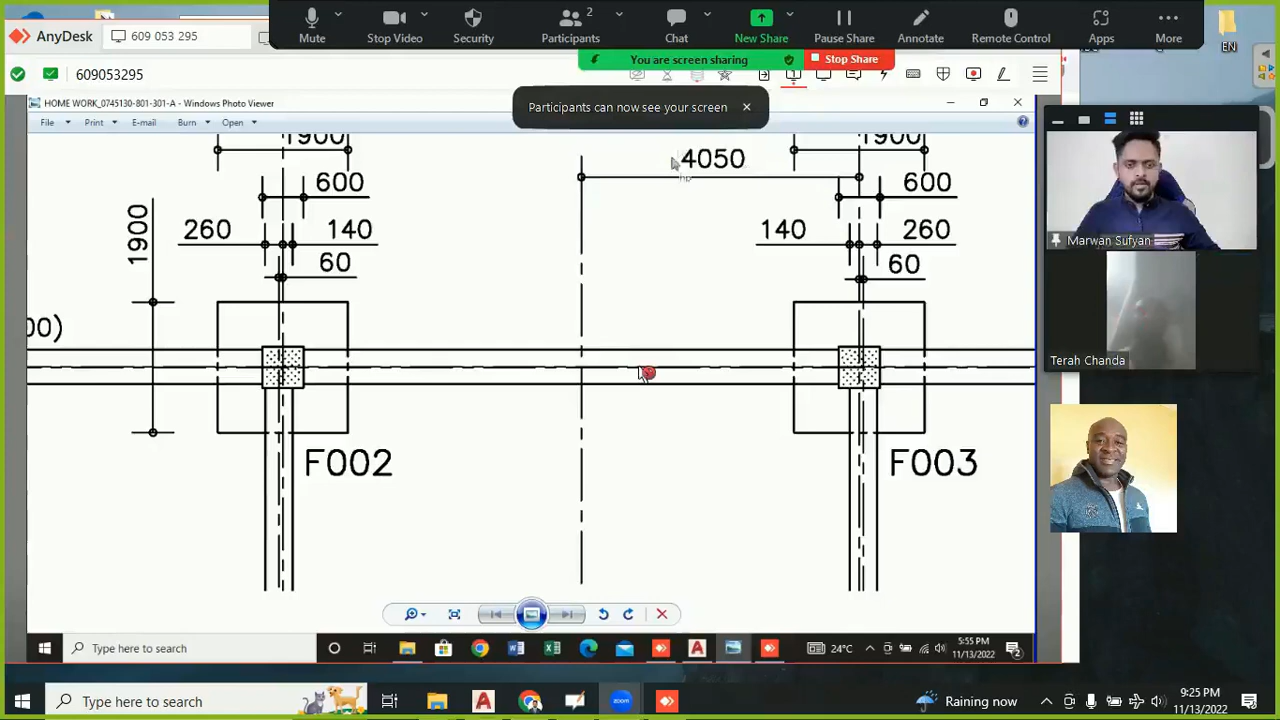 Mute
Stop Video
Security
Participants
2
Chat
New Share
Pause Share
Annotate
Remote Control
Apps
More
AnyDesk
609 053 295
EN
You are screen sharing
Stop Share
609053295
HOME WORK_0745130-801-301-A - Windows Photo Viewer
Participants can now see your screen
File
Print
E-mail
Burn
Open
1900
4050
1900
hp
600
600
1900
260
140
140
260
60
60
00)
F002
F003
Marwan Sufyan
Terah Chanda
Type here to search
24°C
5:55 PM
11/13/2022
2
Type here to search
Raining now
9:25 PM
11/13/2022